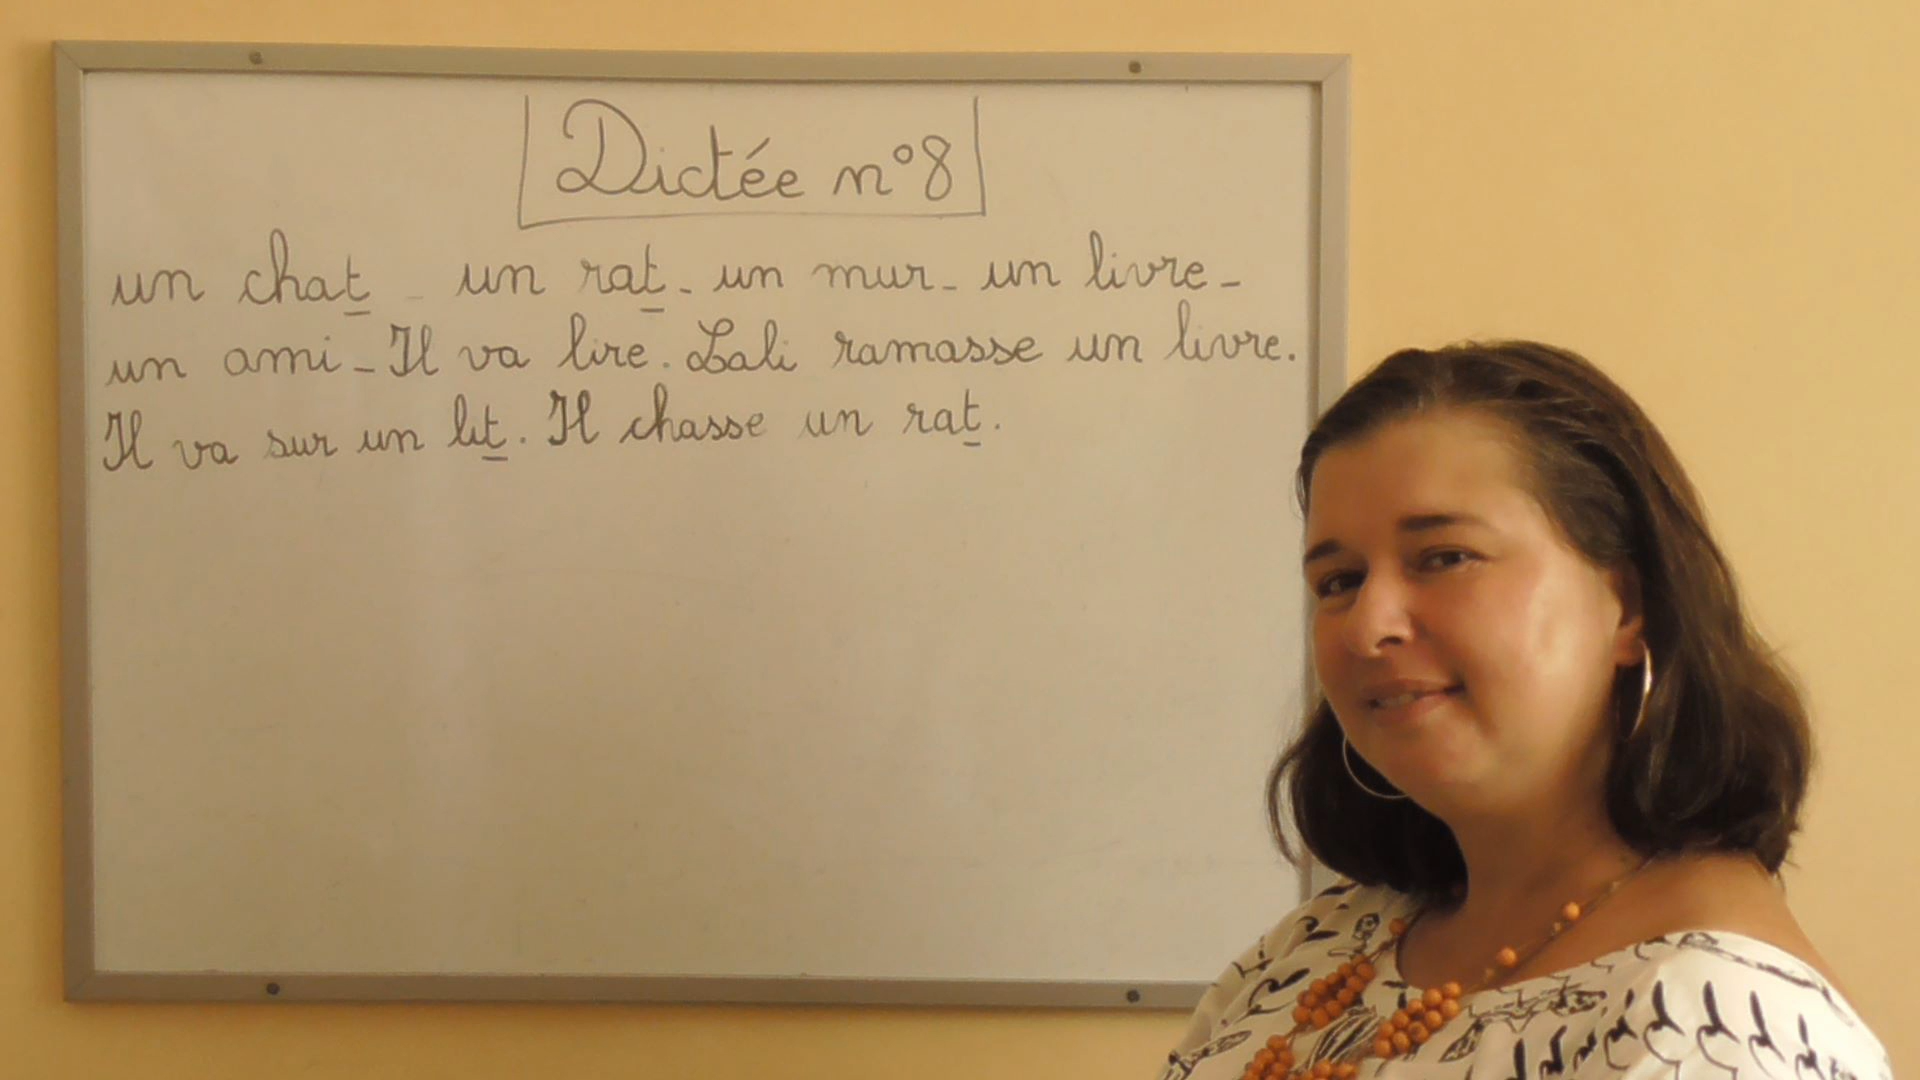 Dictée n°8
un chat - un rat - un mur - un livre -
un ami - Il va lire. Lali ramasse un livre.
Il va sur un lit. Il chasse un rat.